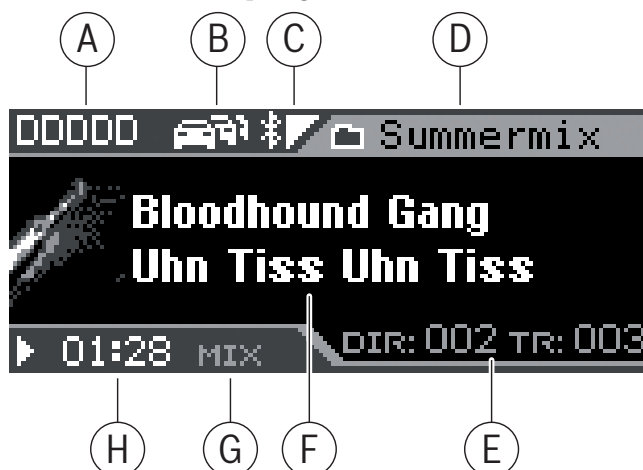 A B C D
DDDDD Summermix
Bloodhound Gang
Uhn Tiss Uhn Tiss
01:28 MIX DIR: 002 TR: 003
H G F E